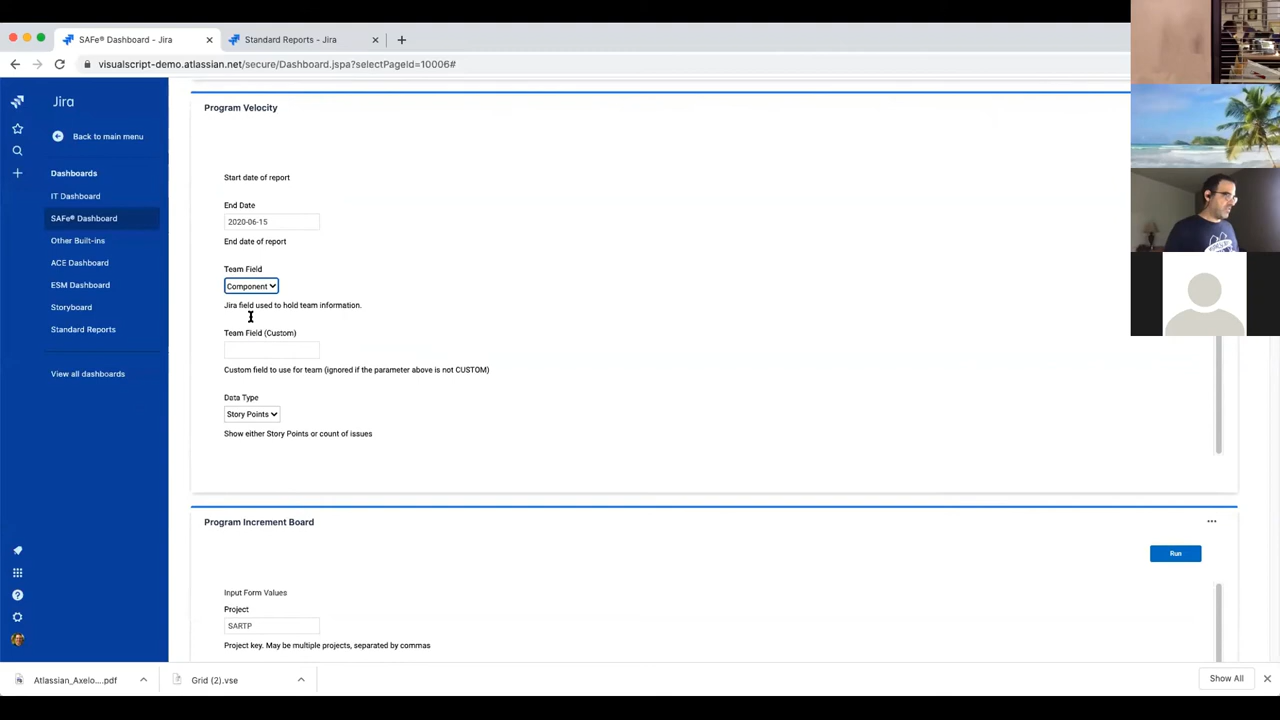 SAFe® Dashboard - Jira
Standard Reports - Jira
visualscript-demo.atlassian.net/secure/Dashboard.jspa?selectPageId=10006#
Jira
Back to main menu
Dashboards
IT Dashboard
SAFe® Dashboard
Other Built-ins
ACE Dashboard
ESM Dashboard
Storyboard
Standard Reports
View all dashboards
Program Velocity
Start date of report
End Date
2020-06-15
End date of report
Team Field
Component
Jira field used to hold team information.
Team Field (Custom)
Custom field to use for team (ignored if the parameter above is not CUSTOM)
Data Type
Story Points
Show either Story Points or count of issues
Program Increment Board
Run
Input Form Values
Project
SARTP
Project key. May be multiple projects, separated by commas
Atlassian_Axelo....pdf
Grid (2).vse
Show All